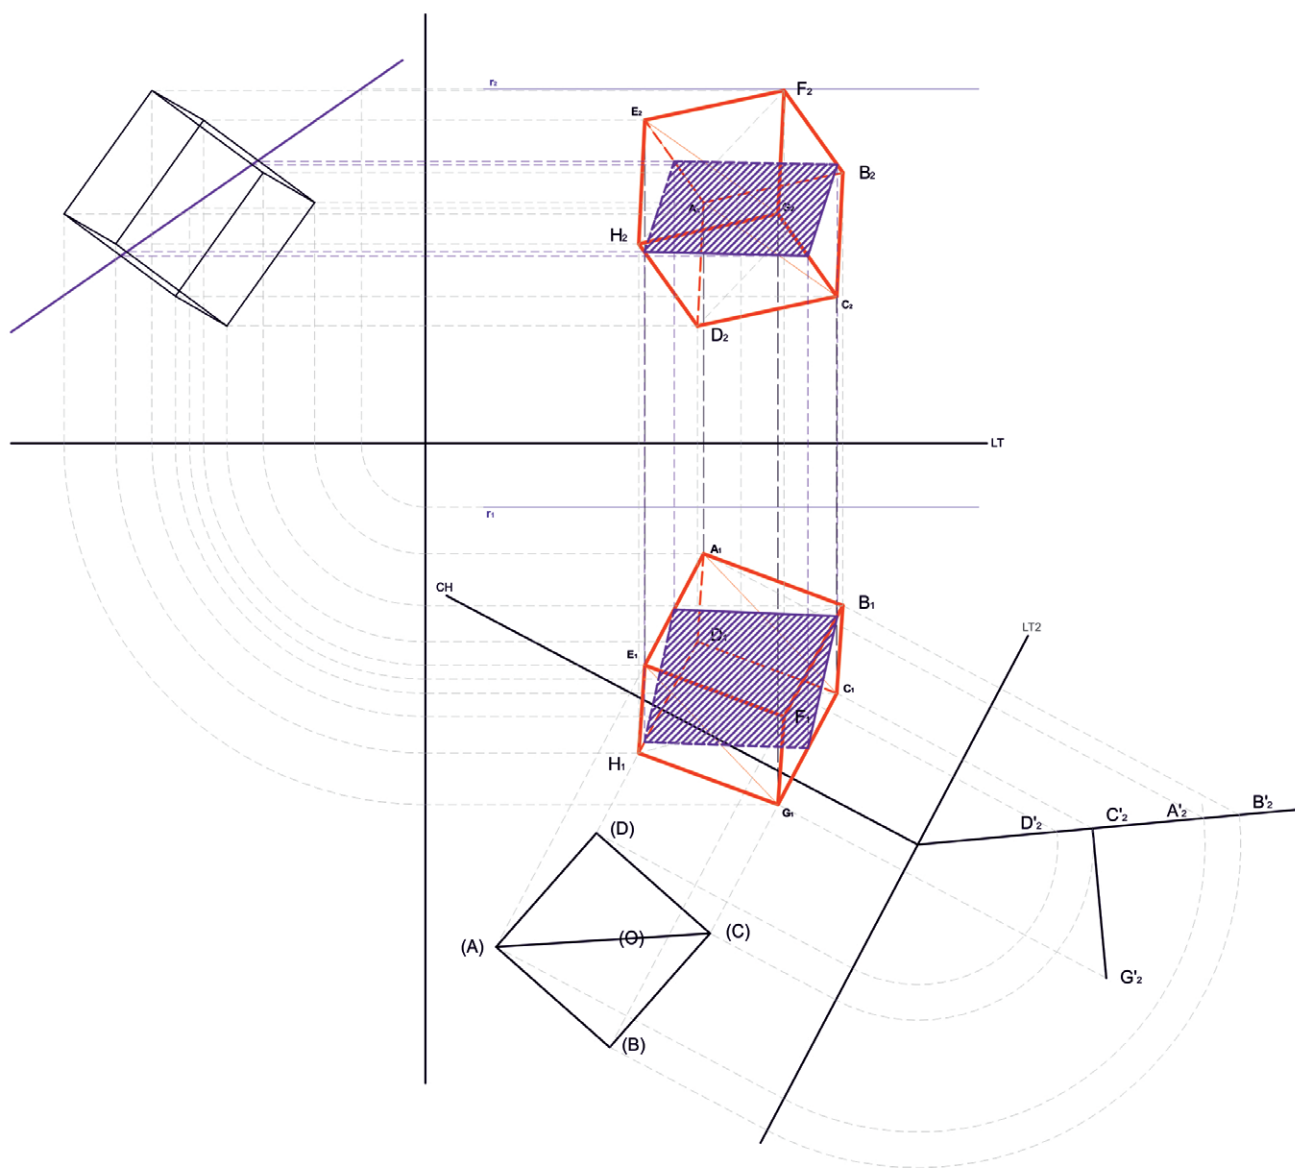 r₂
F₂
E₂
B₂
A₂
G₂
H₂
C₂
D₂
LT
r₁
A₁
CH
B₁
LT2
D₁
E₁
C₁
F₁
H₁
B'₂
A'₂
C'₂
D'₂
G₁
(D)
(C)
(O)
(A)
G'₂
(B)